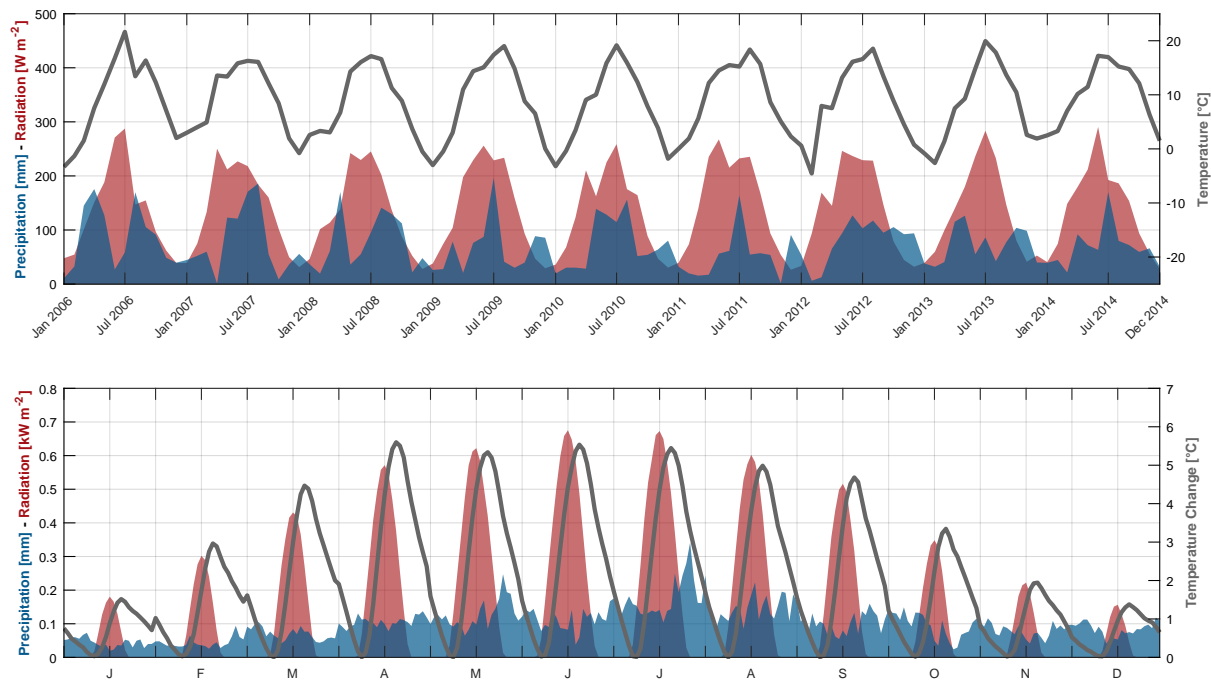 Precipitation [mm] - Radiation [W m-2]
500
400
300
200
100
0
20
10
0
-10
-20
Temperature [°C]
Jan 2006
Jul 2006
Jan 2007
Jul 2007
Jan 2008
Jul 2008
Jan 2009
Jul 2009
Jan 2010
Jul 2010
Jan 2011
Jul 2011
Jan 2012
Jul 2012
Jan 2013
Jul 2013
Jan 2014
Jul 2014
Dec 2014
Precipitation [mm] - Radiation [kW m-2]
0.8
0.7
0.6
0.5
0.4
0.3
0.2
0.1
0
7
6
5
4
3
2
1
0
Temperature Change [°C]
J F M A M J J A S O N D